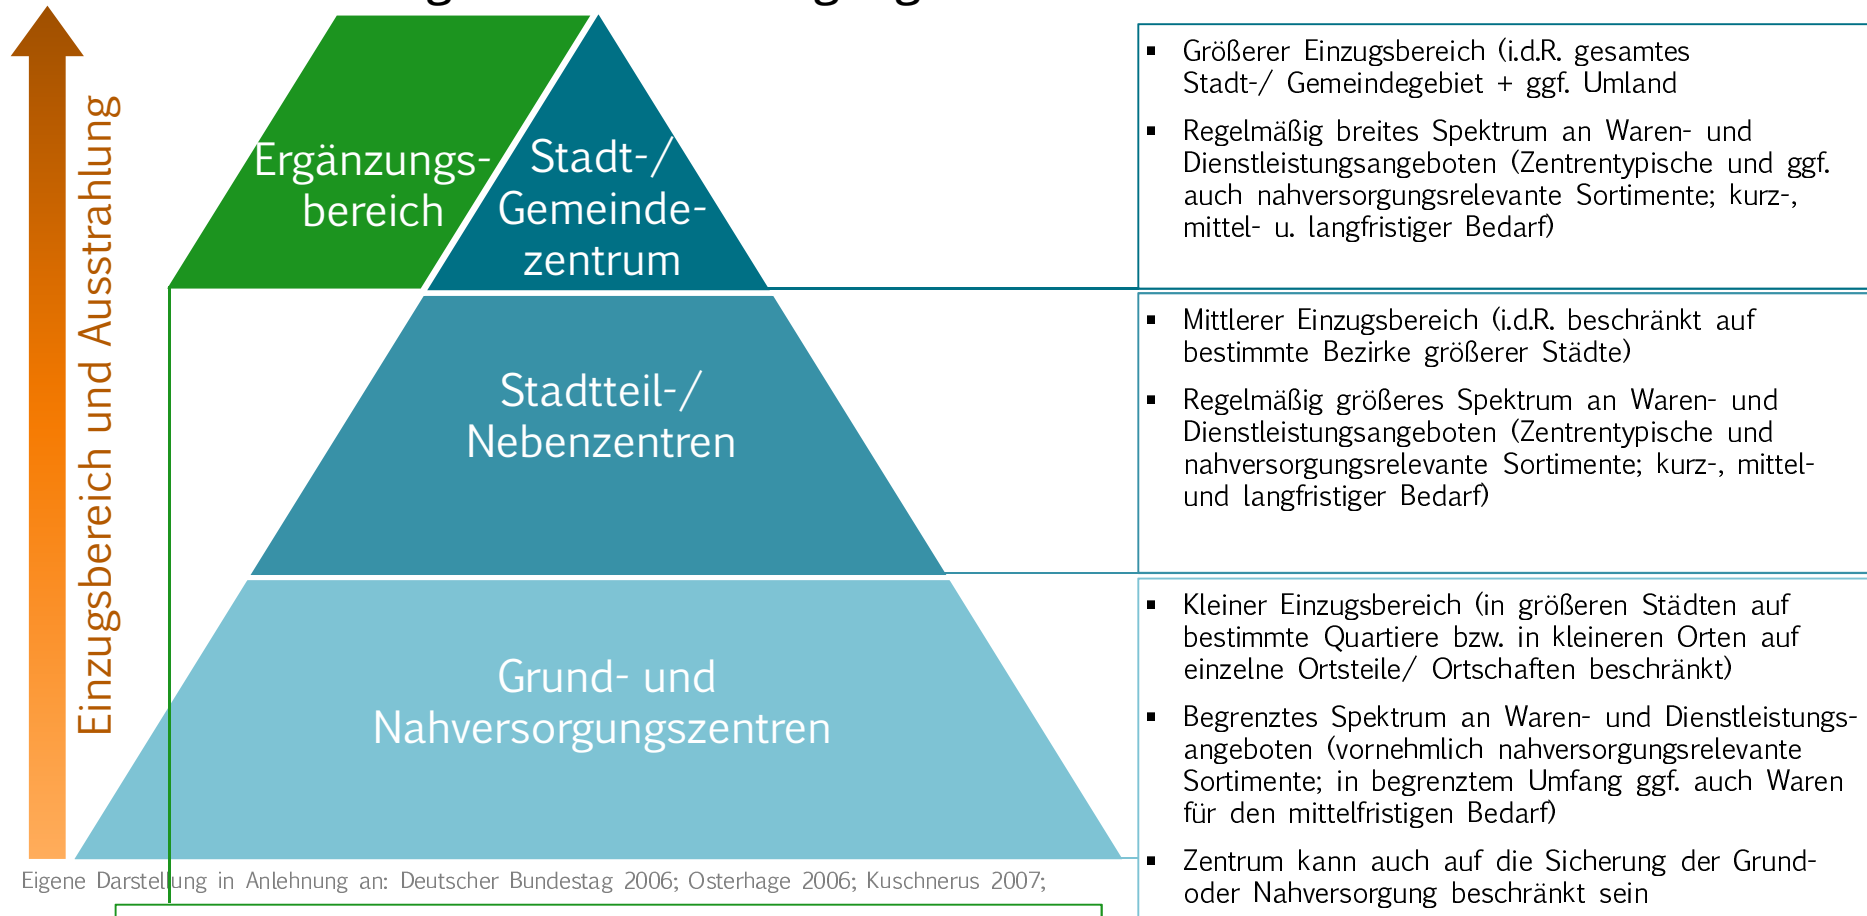 Einzugsbereich und Ausstrahlung
Ergänzungs-
bereich
Stadt-/
Gemeinde-
zentrum
Stadtteil-/
Nebenzentren
Grund- und
Nahversorgungszentren
▪ Größerer Einzugsbereich (i.d.R. gesamtes
Stadt-/ Gemeindegebiet + ggf. Umland
▪ Regelmäßig breites Spektrum an Waren- und
Dienstleistungsangeboten (Zentrentypische und ggf.
auch nahversorgungsrelevante Sortimente; kurz-,
mittel- u. langfristiger Bedarf)
▪ Mittlerer Einzugsbereich (i.d.R. beschränkt auf
bestimmte Bezirke größerer Städte)
▪ Regelmäßig größeres Spektrum an Waren- und
Dienstleistungsangeboten (Zentrentypische und
nahversorgungsrelevante Sortimente; kurz-, mittel-
und langfristiger Bedarf)
▪ Kleiner Einzugsbereich (in größeren Städten auf
bestimmte Quartiere bzw. in kleineren Orten auf
einzelne Ortsteile/ Ortschaften beschränkt)
▪ Begrenztes Spektrum an Waren- und Dienstleistungs-
angeboten (vornehmlich nahversorgungsrelevante
Sortimente; in begrenztem Umfang ggf. auch Waren
für den mittelfristigen Bedarf)
▪ Zentrum kann auch auf die Sicherung der Grund-
oder Nahversorgung beschränkt sein
Eigene Darstellung in Anlehnung an: Deutscher Bundestag 2006; Osterhage 2006; Kuschnerus 2007;